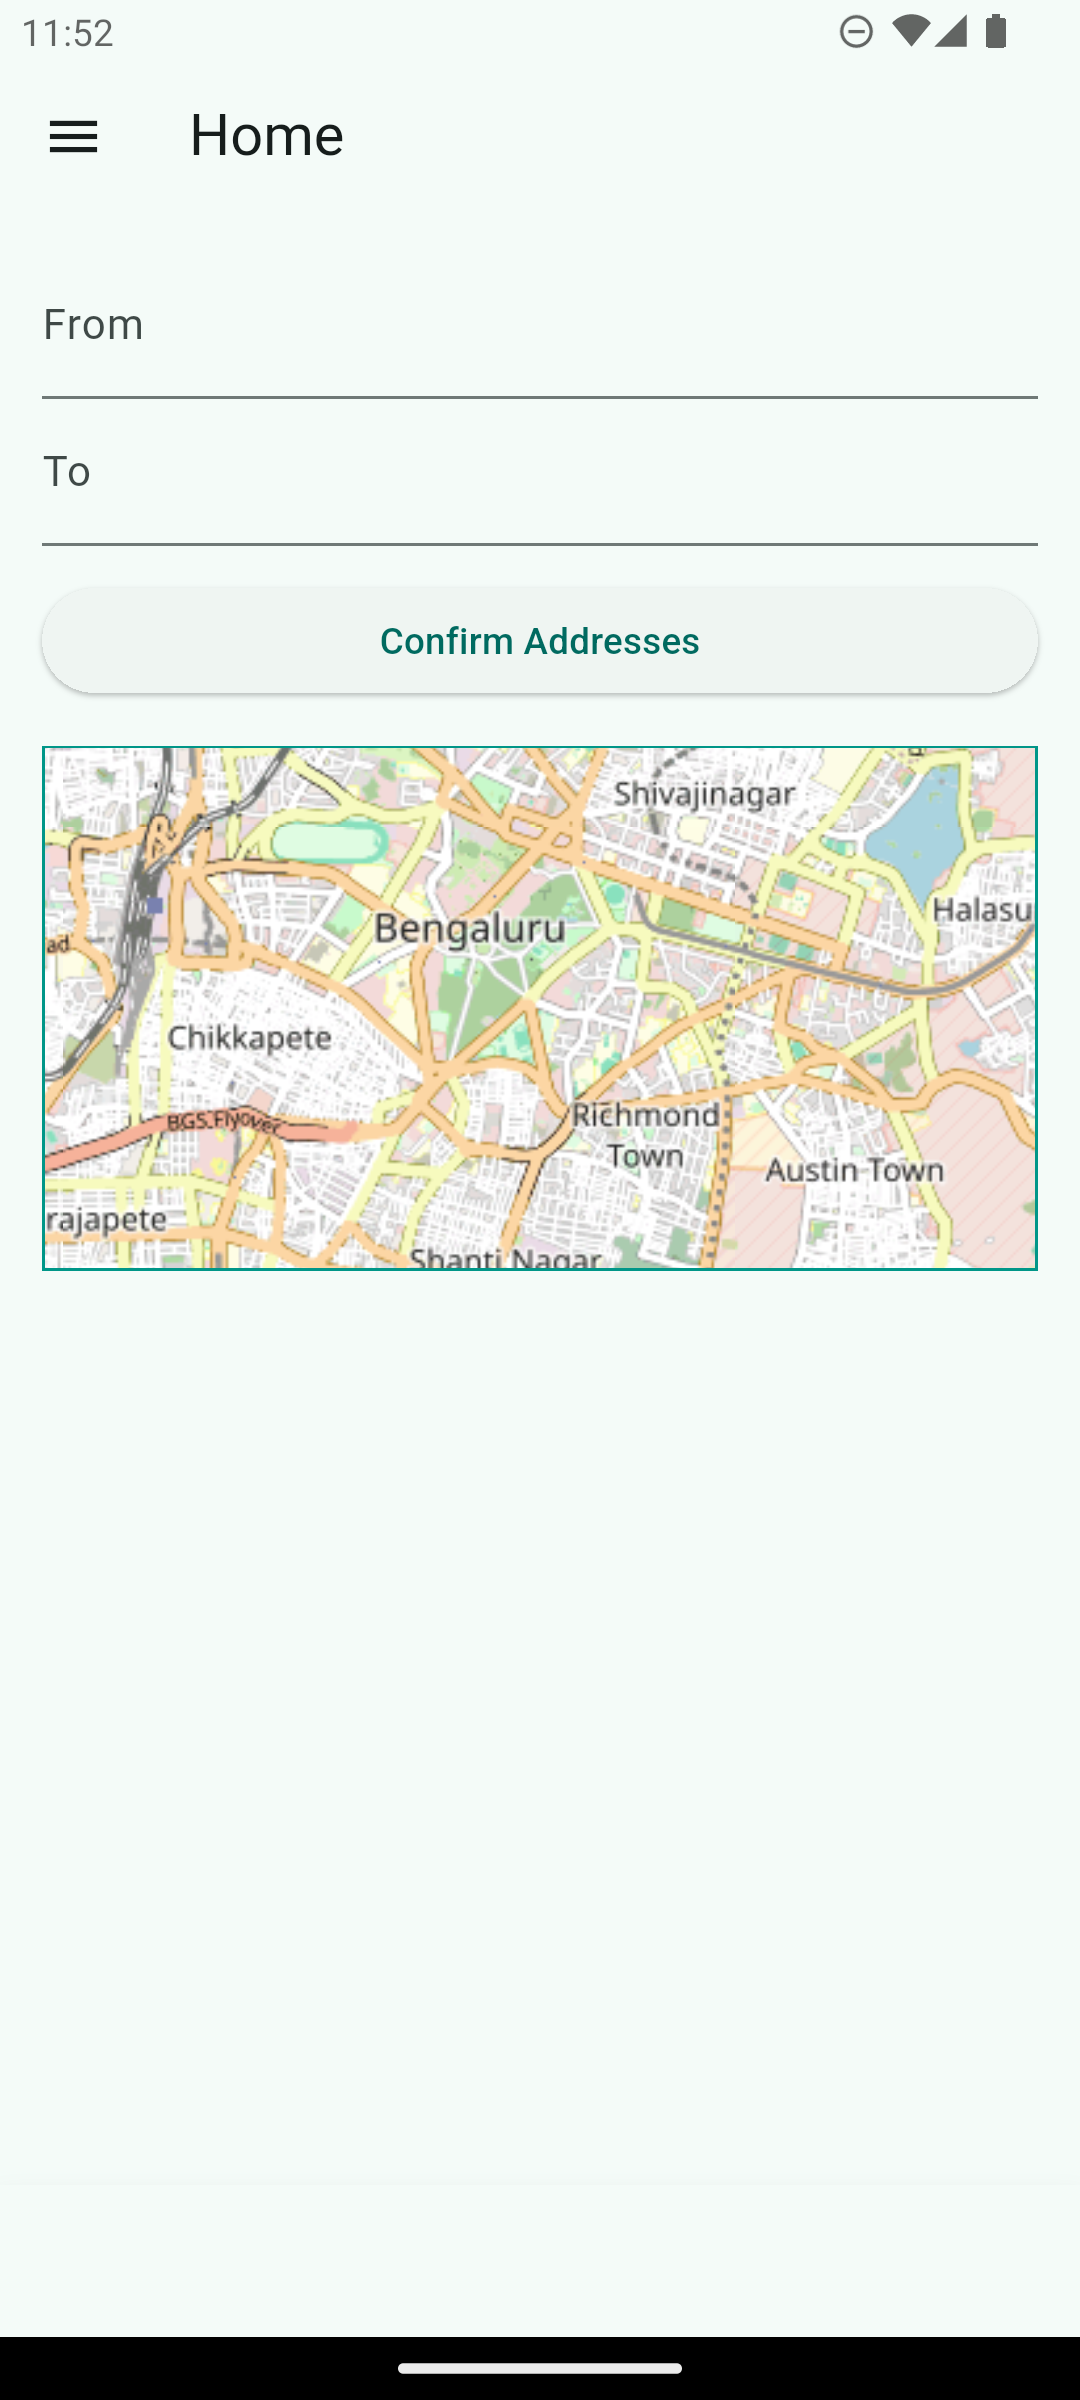 11:52
Home
From
To
Confirm Addresses
Shivajinagar
Halasu
Bengaluru
ad
Chikkapete
BGS Flyover
Richmond
Town
Austin Town
rajapete
Shanti Nagar